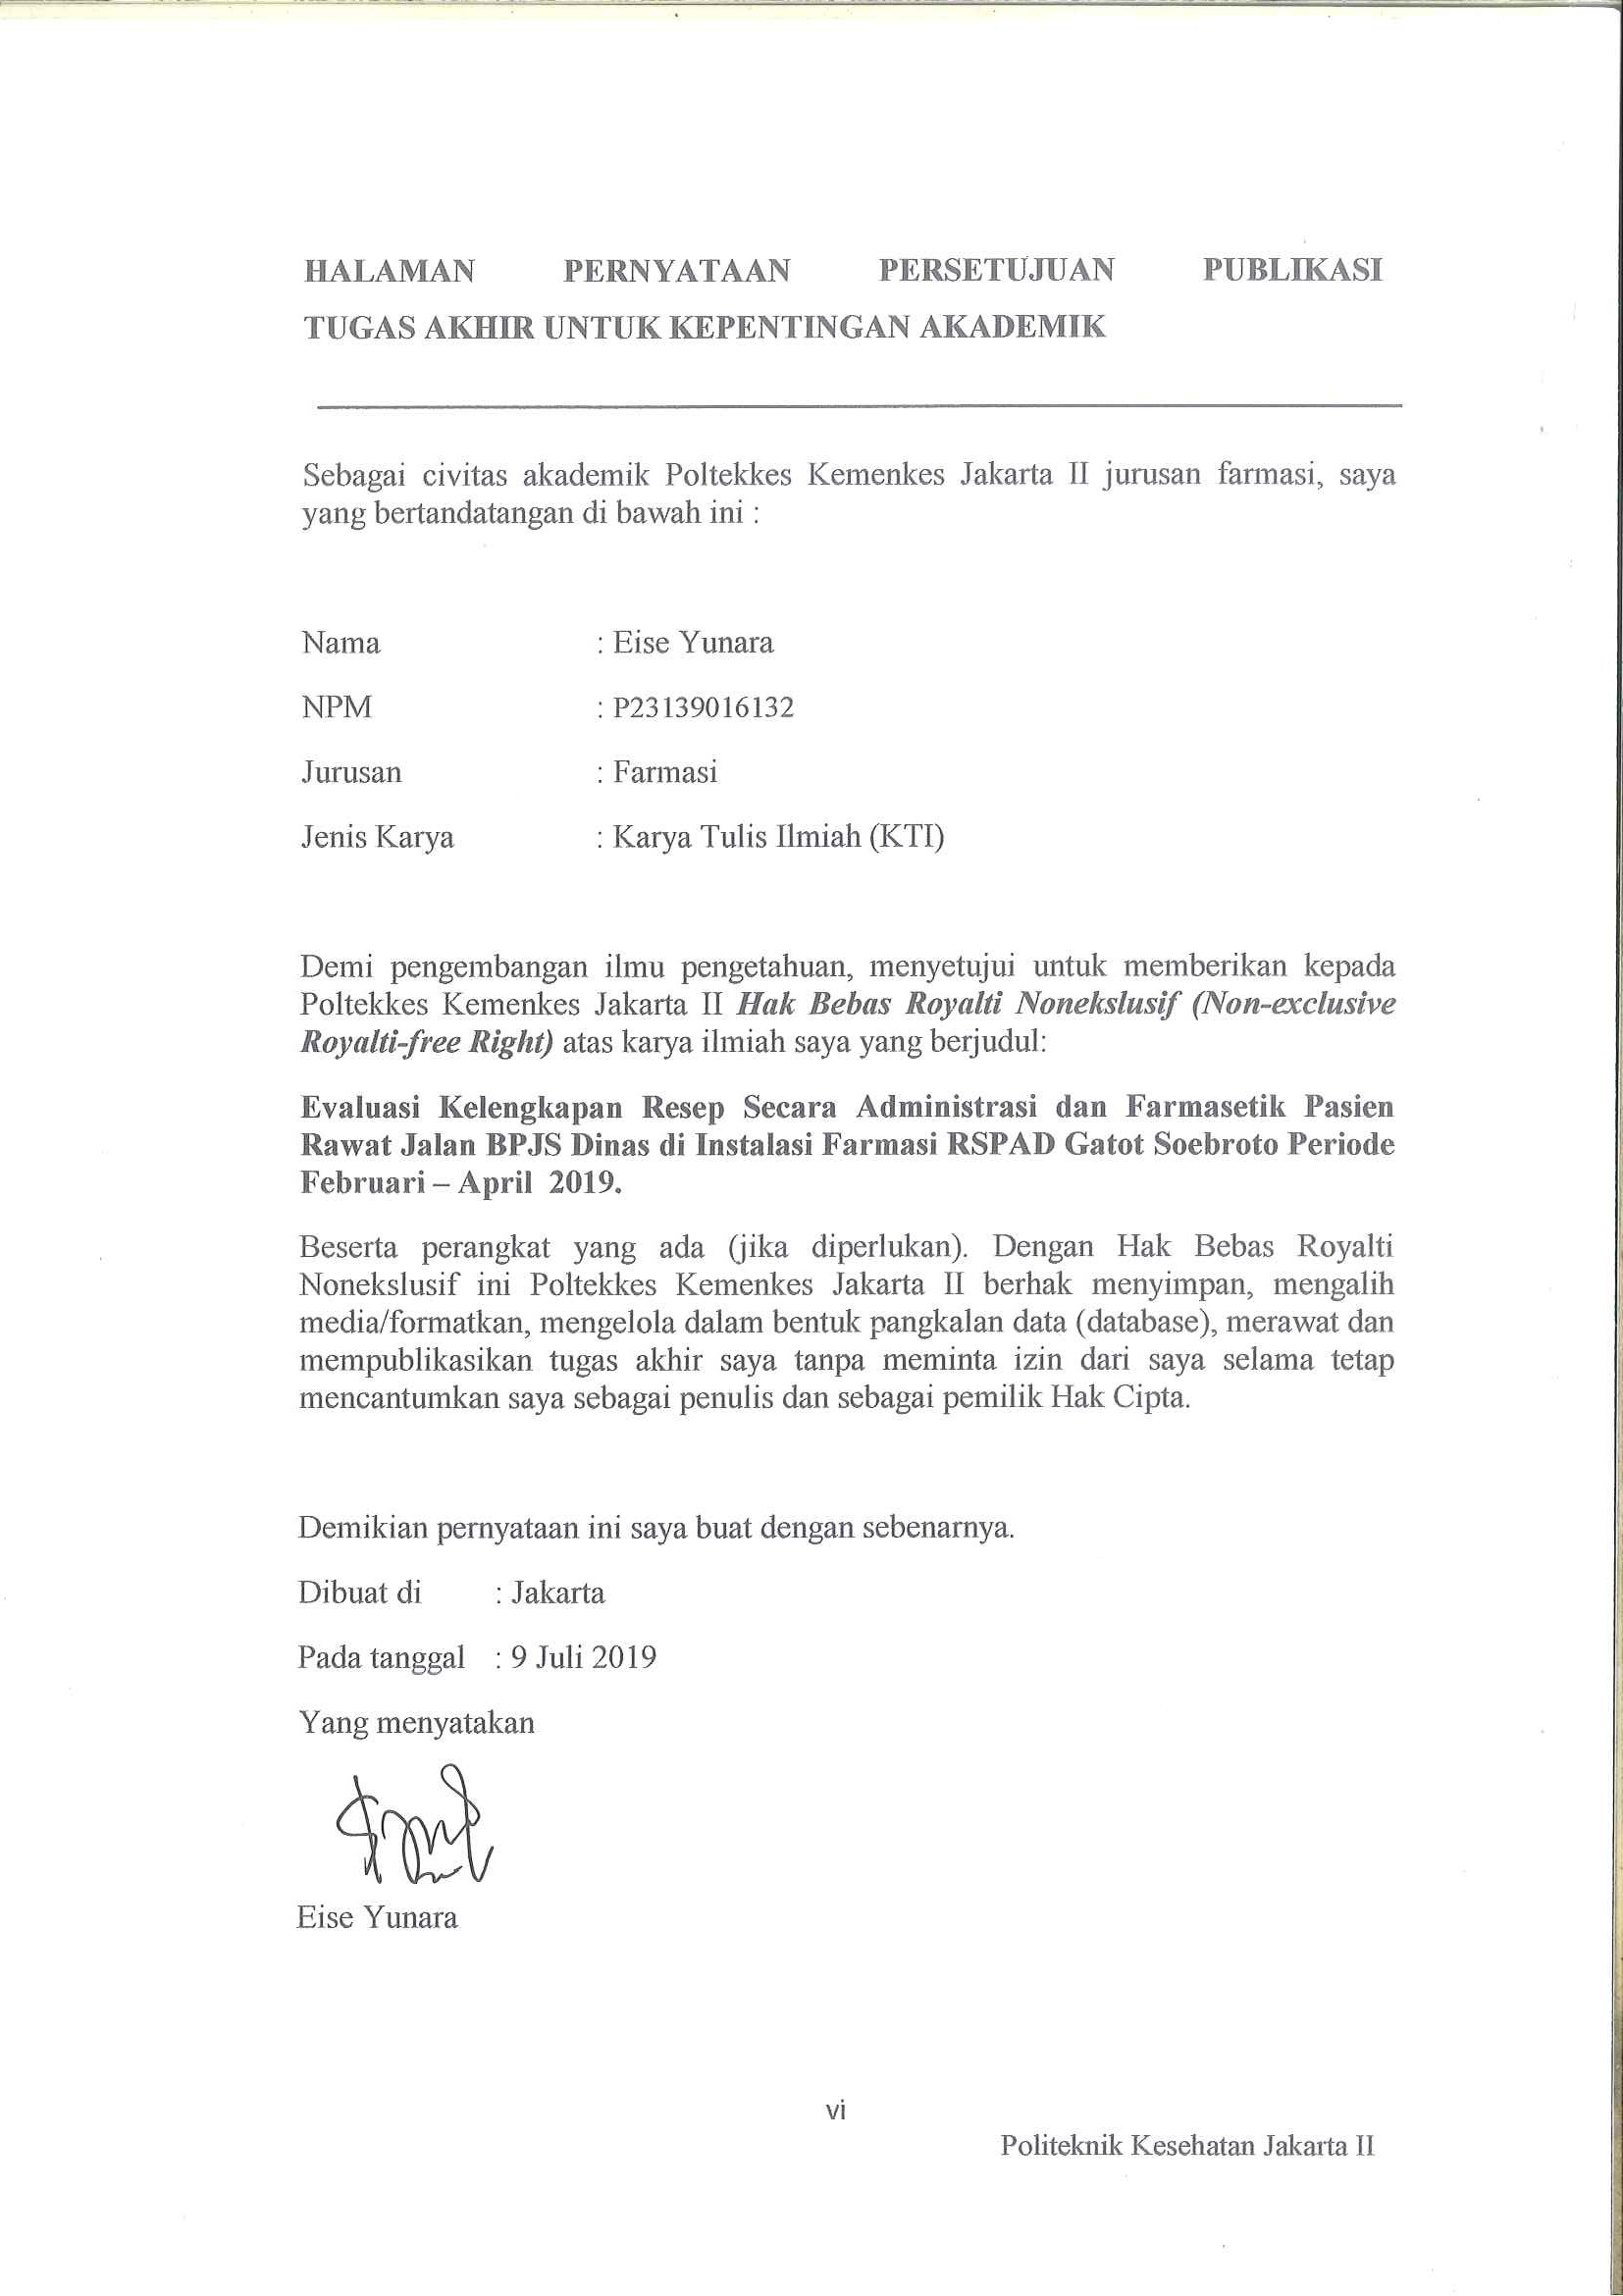 HALAMAN PERNYATAAN PERSETUJUAN PUBLIKASI
TUGAS AKHIR UNTUK KEPENTINGAN AKADEMIK
Sebagai civitas akademik Poltekkes Kemenkes Jakarta II jurusan farmasi, saya
yang bertandatangan di bawah ini :
Nama : Eise Yunara
NPM : P23139016132
Jurusan : Farmasi
Jenis Karya : Karya Tulis Ilmiah (KTI)
Demi pengembangan ilmu pengetahuan, menyetujui untuk memberikan kepada
Poltekkes Kemenkes Jakarta II Hak Bebas Royalti Nonekslusif (Non-exclusive
Royalti-free Right) atas karya ilmiah saya yang berjudul:
Evaluasi Kelengkapan Resep Secara Administrasi dan Farmasetik Pasien
Rawat Jalan BPJS Dinas di Instalasi Farmasi RSPAD Gatot Soebroto Periode
Februari – April 2019.
Beserta perangkat yang ada (jika diperlukan). Dengan Hak Bebas Royalti
Nonekslusif ini Poltekkes Kemenkes Jakarta II berhak menyimpan, mengalih
media/formatkan, mengelola dalam bentuk pangkalan data (database), merawat dan
mempublikasikan tugas akhir saya tanpa meminta izin dari saya selama tetap
mencantumkan saya sebagai penulis dan sebagai pemilik Hak Cipta.
Demikian pernyataan ini saya buat dengan sebenarnya.
Dibuat di : Jakarta
Pada tanggal : 9 Juli 2019
Yang menyatakan
Eise Yunara
vi
Politeknik Kesehatan Jakarta II